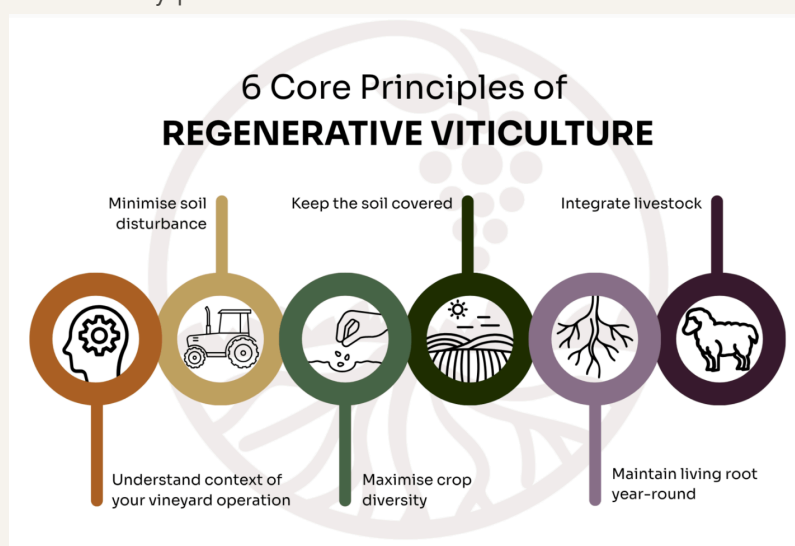 6 Core Principles of
REGENERATIVE VITICULTURE
Minimise soil
disturbance
Keep the soil covered
Integrate livestock
Understand context of
your vineyard operation
Maximise crop
diversity
Maintain living root
year-round